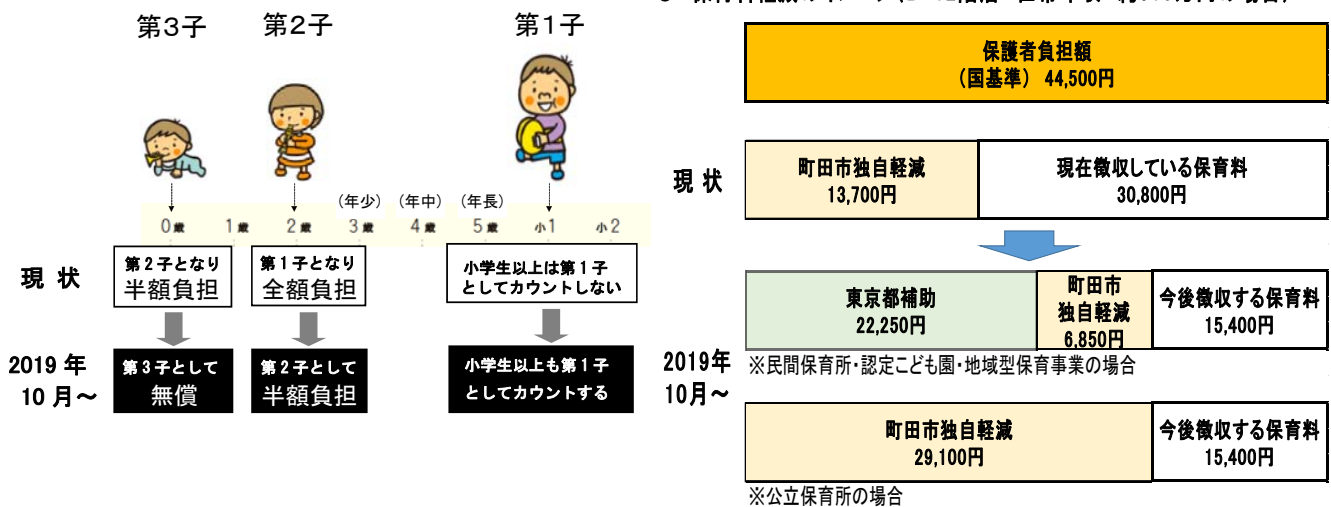 第3子
第2子
第1子
(年少)
(年中)
(年長)
0歳
1歳
2歳
3歳
4歳
5歳
小1
小2
現 状
第2子となり
半額負担
第1子となり
全額負担
小学生以上は第1子
としてカウントしない
2019 年
10 月～
第3子として
無償
第2子として
半額負担
小学生以上も第1子
としてカウントする
保護者負担額
（国基準） 44,500円
現 状
町田市独自軽減
13,700円
現在徴収している保育料
30,800円
2019年
10月～
東京都補助
22,250円
町田市
独自軽減
6,850円
今後徴収する保育料
15,400円
※民間保育所・認定こども園・地域型保育事業の場合
町田市独自軽減
29,100円
今後徴収する保育料
15,400円
※公立保育所の場合